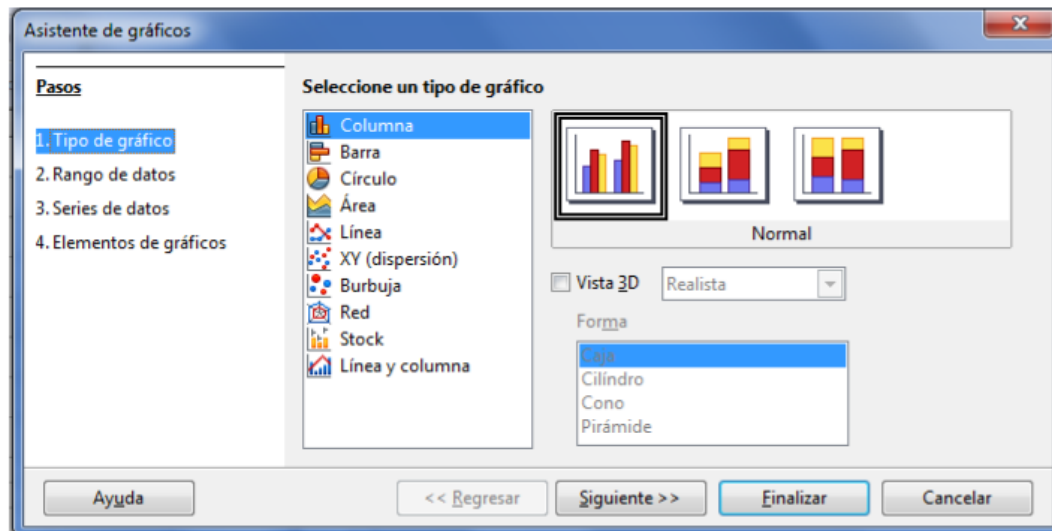 Asistente de gráficos
Pasos
1. Tipo de gráfico
2. Rango de datos
3. Series de datos
4. Elementos de gráficos
Seleccione un tipo de gráfico
Columna
Barra
Círculo
Área
Línea
XY (dispersión)
Burbuja
Red
Stock
Línea y columna
Normal
Vista 3D
Realista
Forma
Caja
Cilíndro
Cono
Pirámide
Ayuda
<< Regresar
Siguiente >>
Finalizar
Cancelar